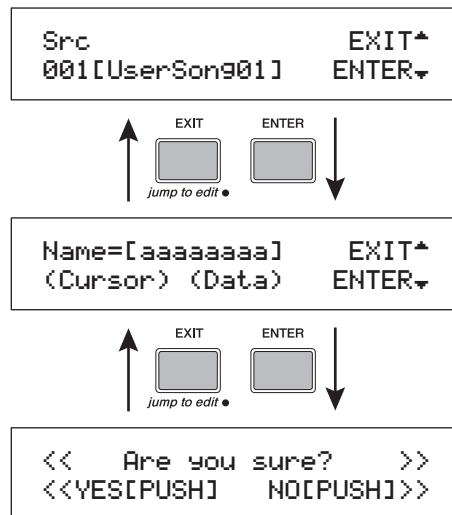 Src EXIT▲
001[UserSong01] ENTER▼
EXIT ENTER
jump to edit ●
Name=[aaaaaaaa] EXIT▲
(Cursor) (Data) ENTER▼
EXIT ENTER
jump to edit ●
<< Are you sure? >>
<<YES[PUSH] NO[PUSH]>>